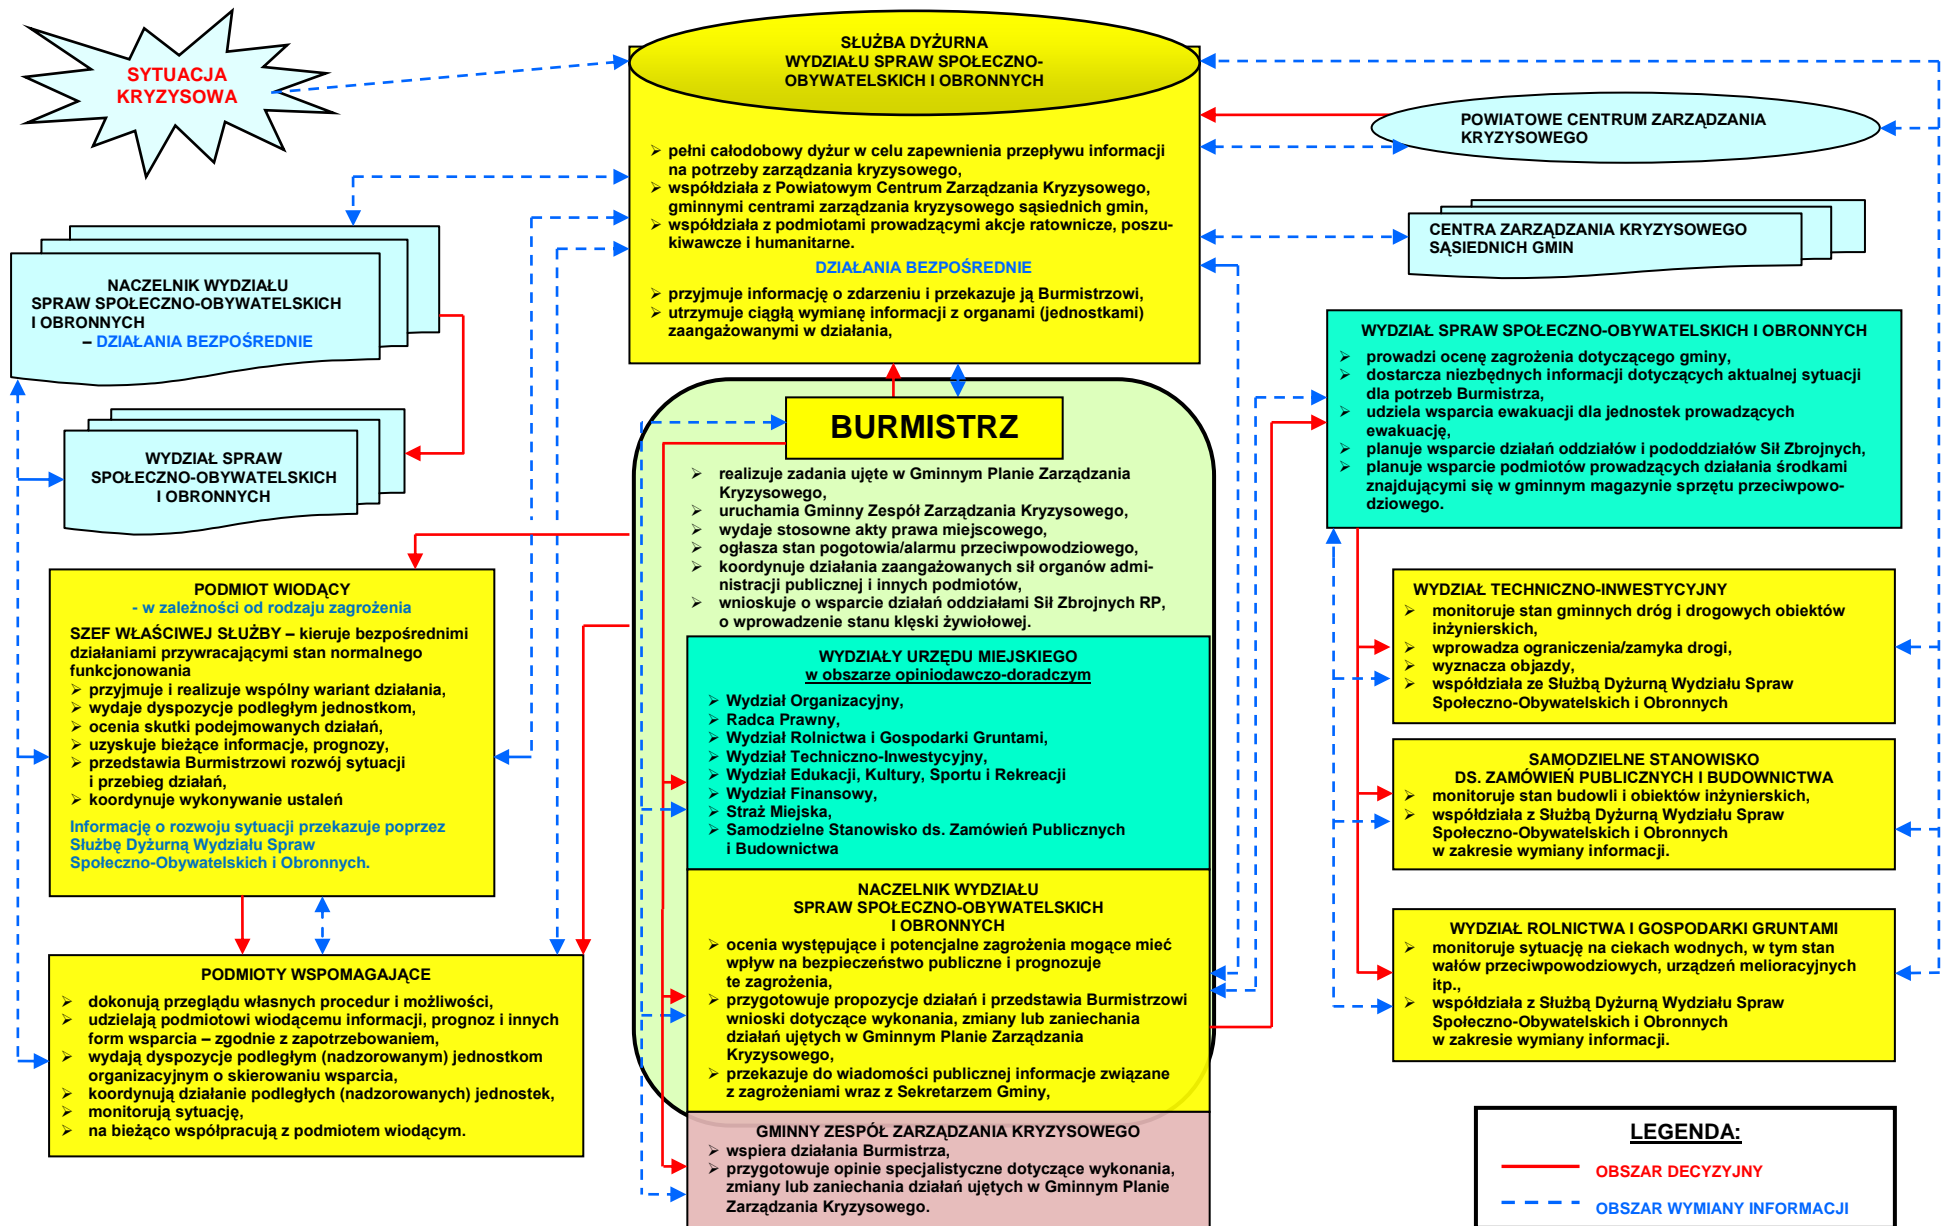 SYTUACJA
KRYZYSOWA
SŁUŻBA DYŻURNA
WYDZIAŁU SPRAW SPOŁECZNO-
OBYWATELSKICH I OBRONNYCH
➢ pełni całodobowy dyżur w celu zapewnienia przepływu informacji
na potrzeby zarządzania kryzysowego,
➢ współdziała z Powiatowym Centrum Zarządzania Kryzysowego,
gminnymi centrami zarządzania kryzysowego sąsiednich gmin,
➢ współdziała z podmiotami prowadzącymi akcje ratownicze, poszu-
kiwawcze i humanitarne.
DZIAŁANIA BEZPOŚREDNIE
➢ przyjmuje informację o zdarzeniu i przekazuje ją Burmistrzowi,
➢ utrzymuje ciągłą wymianę informacji z organami (jednostkami)
zaangażowanymi w działania,
POWIATOWE CENTRUM ZARZĄDZANIA
KRYZYSOWEGO
CENTRA ZARZĄDZANIA KRYZYSOWEGO
SĄSIEDNICH GMIN
NACZELNIK WYDZIAŁU
SPRAW SPOŁECZNO-OBYWATELSKICH
I OBRONNYCH
– DZIAŁANIA BEZPOŚREDNIE
WYDZIAŁ SPRAW
SPOŁECZNO-OBYWATELSKICH
I OBRONNYCH
PODMIOT WIODĄCY
- w zależności od rodzaju zagrożenia
SZEF WŁAŚCIWEJ SŁUŻBY – kieruje bezpośrednimi
działaniami przywracającymi stan normalnego
funkcjonowania
➢ przyjmuje i realizuje wspólny wariant działania,
➢ wydaje dyspozycje podległym jednostkom,
➢ ocenia skutki podejmowanych działań,
➢ uzyskuje bieżące informacje, prognozy,
➢ przedstawia Burmistrzowi rozwój sytuacji
i przebieg działań,
➢ koordynuje wykonywanie ustaleń
Informację o rozwoju sytuacji przekazuje poprzez
Służbę Dyżurną Wydziału Spraw
Społeczno-Obywatelskich i Obronnych.
PODMIOTY WSPOMAGAJĄCE
➢ dokonują przeglądu własnych procedur i możliwości,
➢ udzielają podmiotowi wiodącemu informacji, prognoz i innych
form wsparcia – zgodnie z zapotrzebowaniem,
➢ wydają dyspozycje podległym (nadzorowanym) jednostkom
organizacyjnym o skierowaniu wsparcia,
➢ koordynują działanie podległych (nadzorowanych) jednostek,
➢ monitorują sytuację,
➢ na bieżąco współpracują z podmiotem wiodącym.
BURMISTRZ
➢ realizuje zadania ujęte w Gminnym Planie Zarządzania
Kryzysowego,
➢ uruchamia Gminny Zespół Zarządzania Kryzysowego,
➢ wydaje stosowne akty prawa miejscowego,
➢ ogłasza stan pogotowia/alarmu przeciwpowodziowego,
➢ koordynuje działania zaangażowanych sił organów admi-
nistracji publicznej i innych podmiotów,
➢ wnioskuje o wsparcie działań oddziałami Sił Zbrojnych RP,
o wprowadzenie stanu klęski żywiołowej.
WYDZIAŁY URZĘDU MIEJSKIEGO
w obszarze opiniodawczo-doradczym
➢ Wydział Organizacyjny,
➢ Radca Prawny,
➢ Wydział Rolnictwa i Gospodarki Gruntami,
➢ Wydział Techniczno-Inwestycyjny,
➢ Wydział Edukacji, Kultury, Sportu i Rekreacji
➢ Wydział Finansowy,
➢ Straż Miejska,
➢ Samodzielne Stanowisko ds. Zamówień Publicznych
i Budownictwa
NACZELNIK WYDZIAŁU
SPRAW SPOŁECZNO-OBYWATELSKICH
I OBRONNYCH
➢ ocenia występujące i potencjalne zagrożenia mogące mieć
wpływ na bezpieczeństwo publiczne i prognozuje
te zagrożenia,
➢ przygotowuje propozycje działań i przedstawia Burmistrzowi
wnioski dotyczące wykonania, zmiany lub zaniechania
działań ujętych w Gminnym Planie Zarządzania
Kryzysowego,
➢ przekazuje do wiadomości publicznej informacje związane
z zagrożeniami wraz z Sekretarzem Gminy,
GMINNY ZESPÓŁ ZARZĄDZANIA KRYZYSOWEGO
➢ wspiera działania Burmistrza,
➢ przygotowuje opinie specjalistyczne dotyczące wykonania,
zmiany lub zaniechania działań ujętych w Gminnym Planie
Zarządzania Kryzysowego.
WYDZIAŁ SPRAW SPOŁECZNO-OBYWATELSKICH I OBRONNYCH
➢ prowadzi ocenę zagrożenia dotyczącego gminy,
➢ dostarcza niezbędnych informacji dotyczących aktualnej sytuacji
dla potrzeb Burmistrza,
➢ udziela wsparcia ewakuacji dla jednostek prowadzących
ewakuację,
➢ planuje wsparcie działań oddziałów i pododdziałów Sił Zbrojnych,
➢ planuje wsparcie podmiotów prowadzących działania środkami
znajdującymi się w gminnym magazynie sprzętu przeciwpowo-
dziowego.
WYDZIAŁ TECHNICZNO-INWESTYCYJNY
➢ monitoruje stan gminnych dróg i drogowych obiektów
inżynierskich,
➢ wprowadza ograniczenia/zamyka drogi,
➢ wyznacza objazdy,
➢ współdziała ze Służbą Dyżurną Wydziału Spraw
Społeczno-Obywatelskich i Obronnych
SAMODZIELNE STANOWISKO
DS. ZAMÓWIEŃ PUBLICZNYCH I BUDOWNICTWA
➢ monitoruje stan budowli i obiektów inżynierskich,
➢ współdziała z Służbą Dyżurną Wydziału Spraw
Społeczno-Obywatelskich i Obronnych
w zakresie wymiany informacji.
WYDZIAŁ ROLNICTWA I GOSPODARKI GRUNTAMI
➢ monitoruje sytuację na ciekach wodnych, w tym stan
wałów przeciwpowodziowych, urządzeń melioracyjnych
itp.,
➢ współdziała z Służbą Dyżurną Wydziału Spraw
Społeczno-Obywatelskich i Obronnych
w zakresie wymiany informacji.
LEGENDA:
OBSZAR DECYZYJNY
OBSZAR WYMIANY INFORMACJI